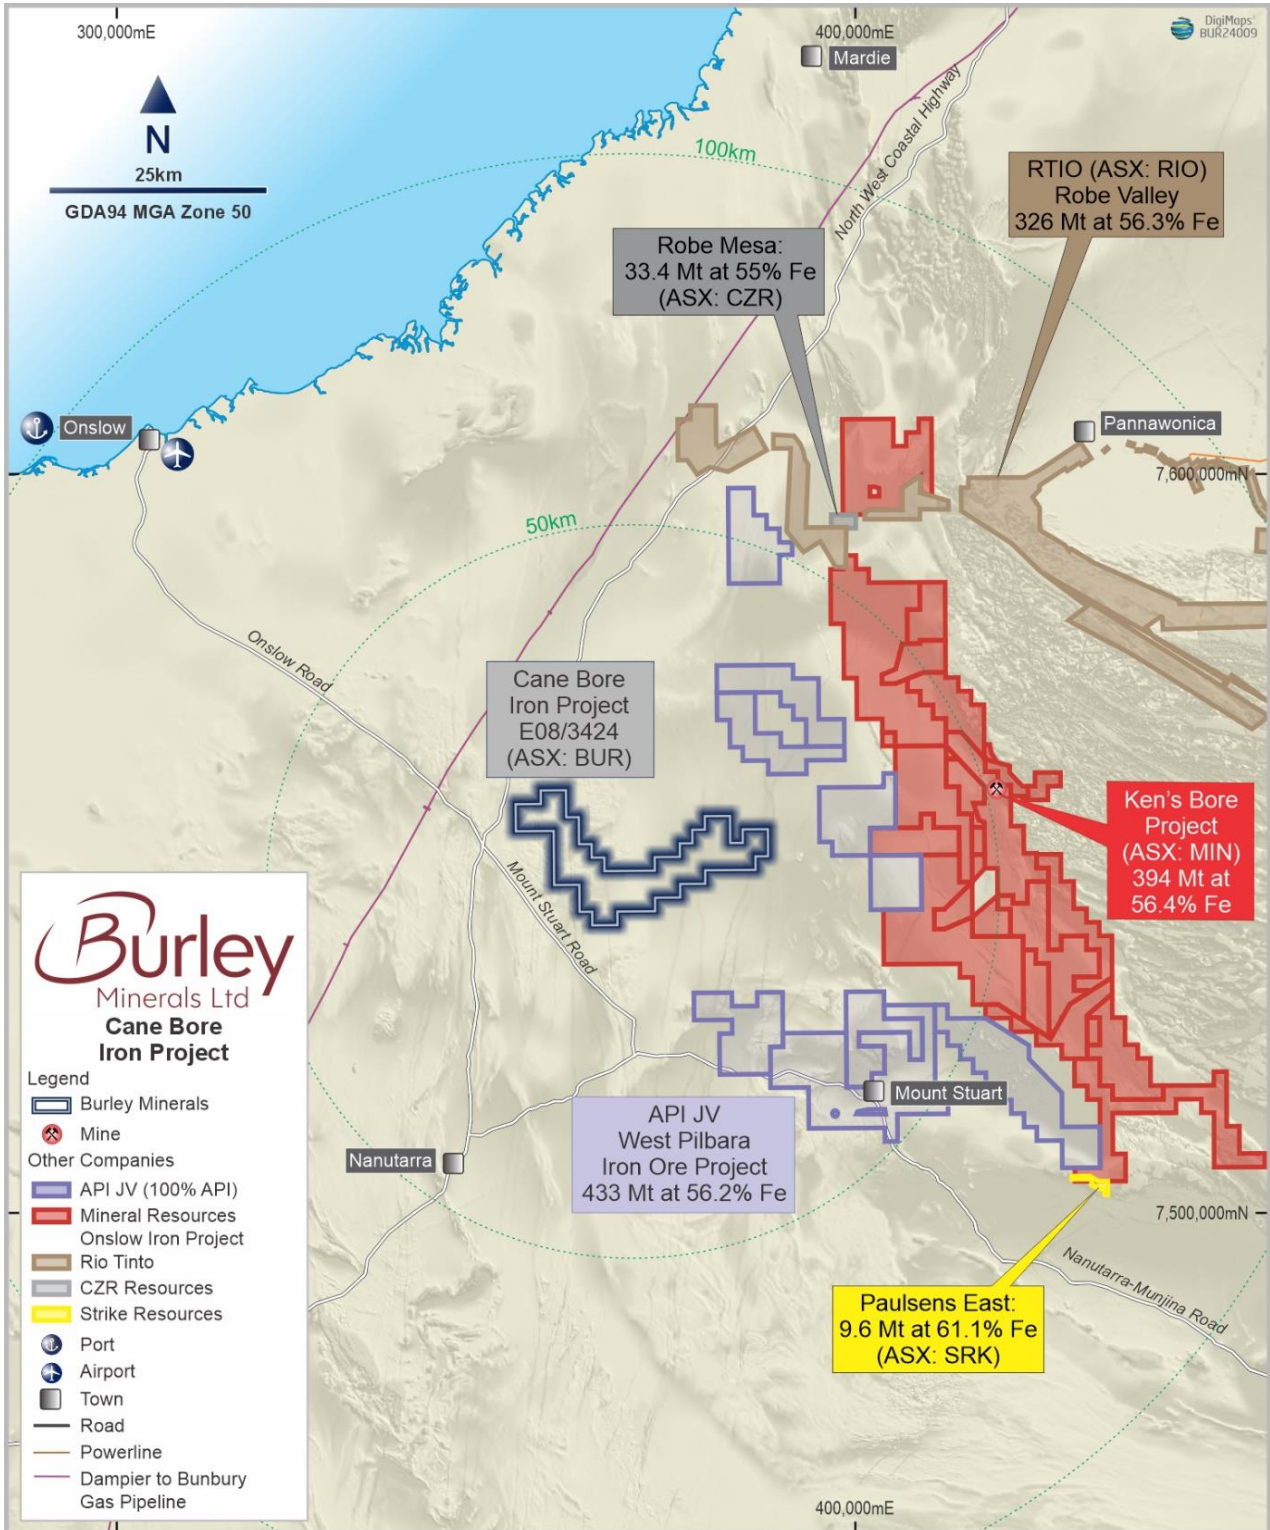 300,000mE
400,000mE
DigiMaps
BUR24009
Mardie
N
25km
GDA94 MGA Zone 50
North West Coastal Highway
100km
RTIO (ASX: RIO)
Robe Valley
326 Mt at 56.3% Fe
Robe Mesa:
33.4 Mt at 55% Fe
(ASX: CZR)
Onslow
Pannawonica
7,600,000mN
50km
Onslow Road
Cane Bore
Iron Project
E08/3424
(ASX: BUR)
Ken's Bore
Project
(ASX: MIN)
394 Mt at
56.4% Fe
Mount Stuart Road
Mount Stuart
API JV
West Pilbara
Iron Ore Project
433 Mt at 56.2% Fe
Nanutarra
7,500,000mN
Nanutarra-Munjina Road
Paulsens East:
9.6 Mt at 61.1% Fe
(ASX: SRK)
400,000mE
Burley
Minerals Ltd
Cane Bore
Iron Project
Legend
Burley Minerals
Mine
Other Companies
API JV (100% API)
Mineral Resources
Onslow Iron Project
Rio Tinto
CZR Resources
Strike Resources
Port
Airport
Town
Road
Powerline
Dampier to Bunbury
Gas Pipeline